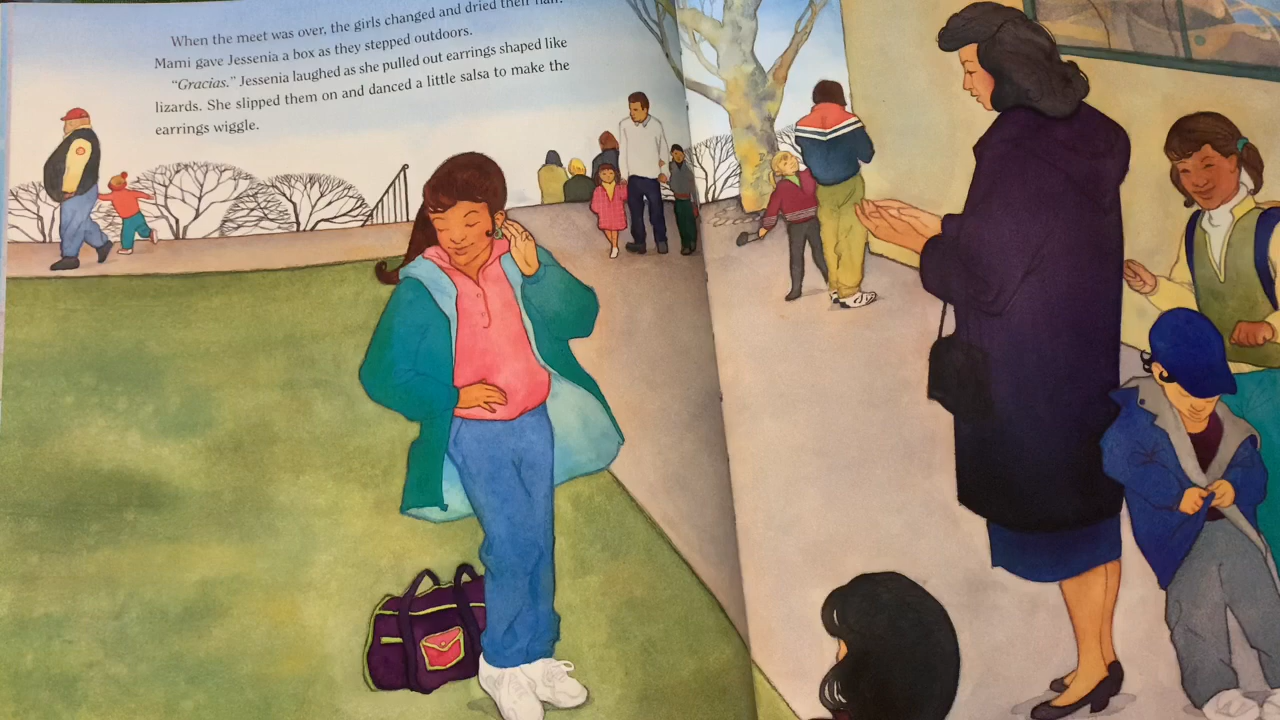 When the meet was over, the girls changed and dried their hair.
Mami gave Jessenia a box as they stepped outdoors.
"Gracias." Jessenia laughed as she pulled out earrings shaped like
lizards. She slipped them on and danced a little salsa to make the
earrings wiggle.